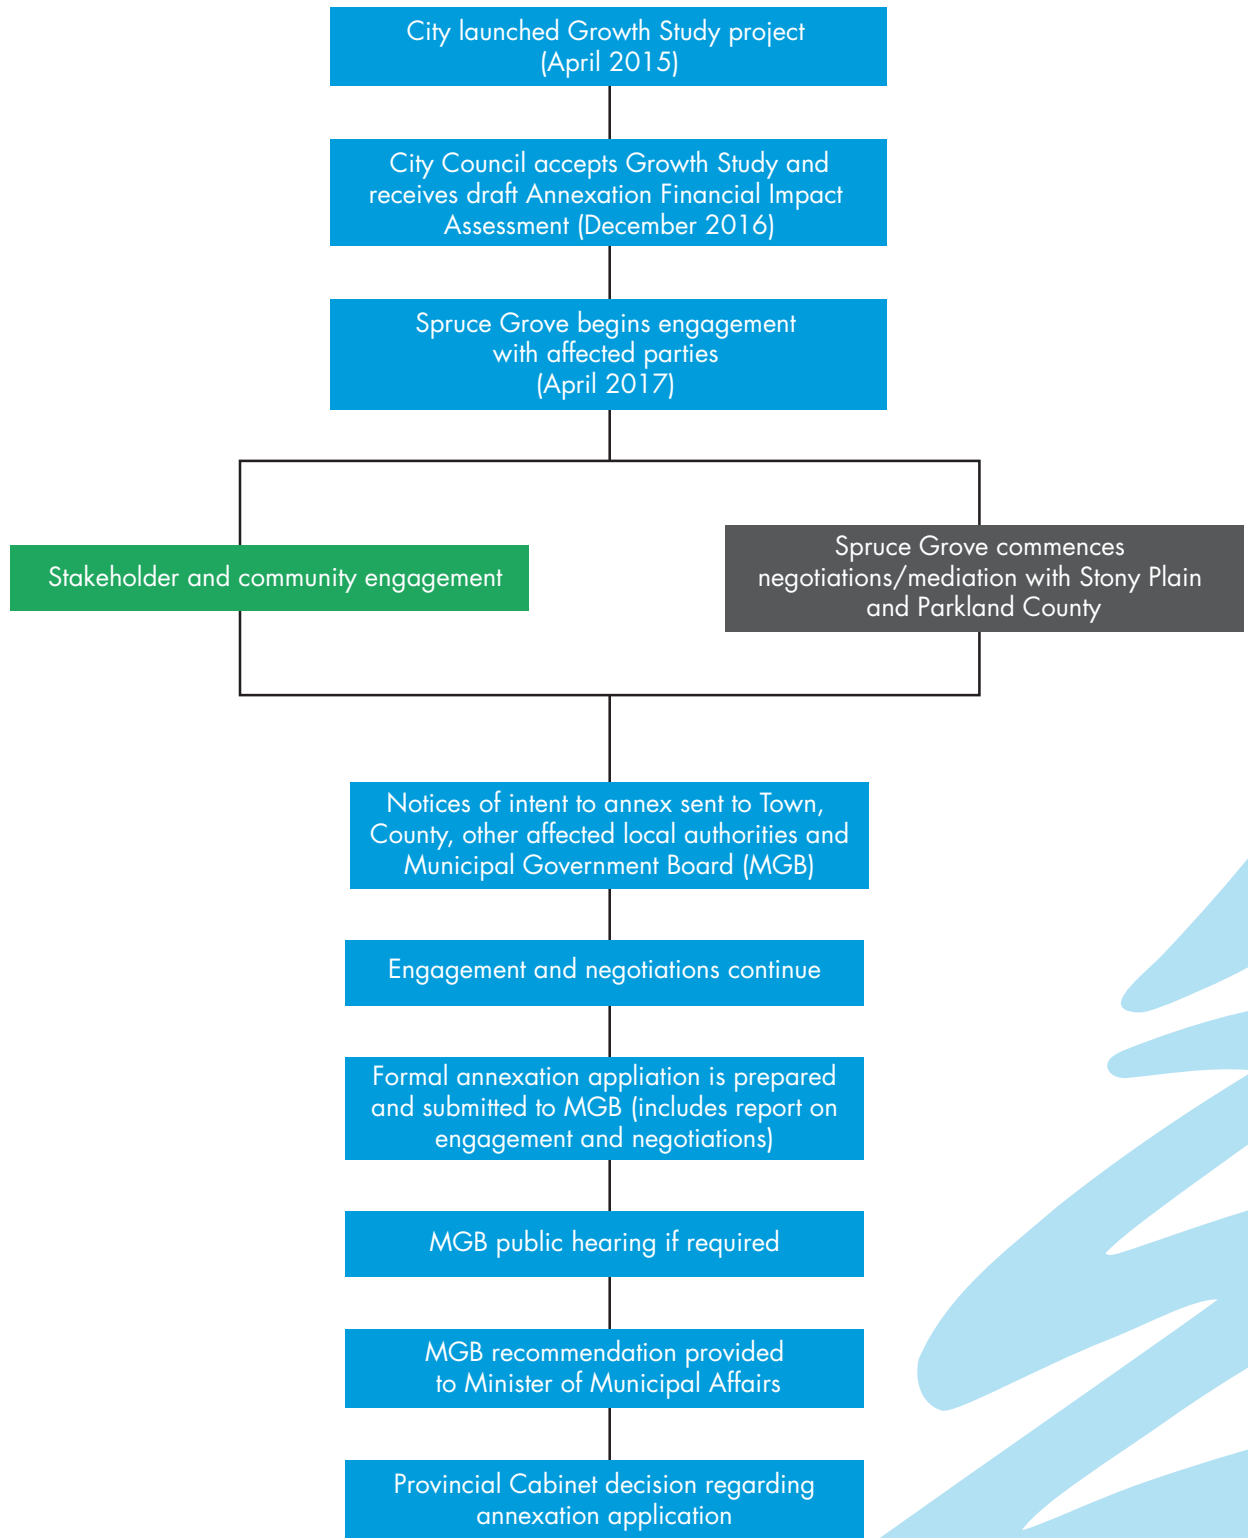 City launched Growth Study project
(April 2015)
City Council accepts Growth Study and
receives draft Annexation Financial Impact
Assessment (December 2016)
Spruce Grove begins engagement
with affected parties
(April 2017)
Stakeholder and community engagement
Spruce Grove commences
negotiations/mediation with Stony Plain
and Parkland County
Notices of intent to annex sent to Town,
County, other affected local authorities and
Municipal Government Board (MGB)
Engagement and negotiations continue
Formal annexation appliation is prepared
and submitted to MGB (includes report on
engagement and negotiations)
MGB public hearing if required
MGB recommendation provided
to Minister of Municipal Affairs
Provincial Cabinet decision regarding
annexation application